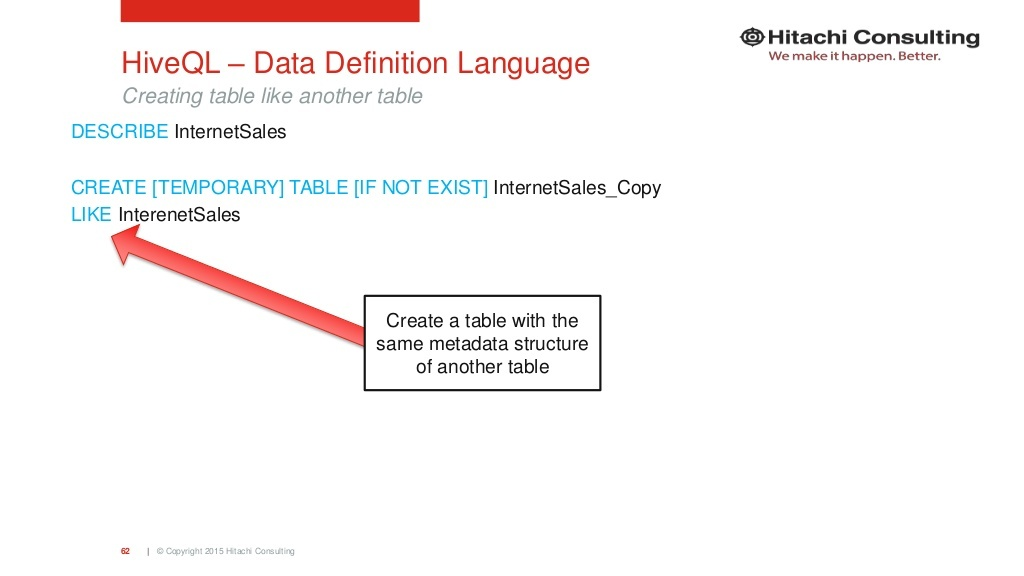 Hitachi Consulting
We make it happen. Better.
HiveQL – Data Definition Language
Creating table like another table
DESCRIBE InternetSales
CREATE [TEMPORARY] TABLE [IF NOT EXIST] InternetSales_Copy
LIKE InterenetSales
Create a table with the
same metadata structure
of another table
62 | © Copyright 2015 Hitachi Consulting